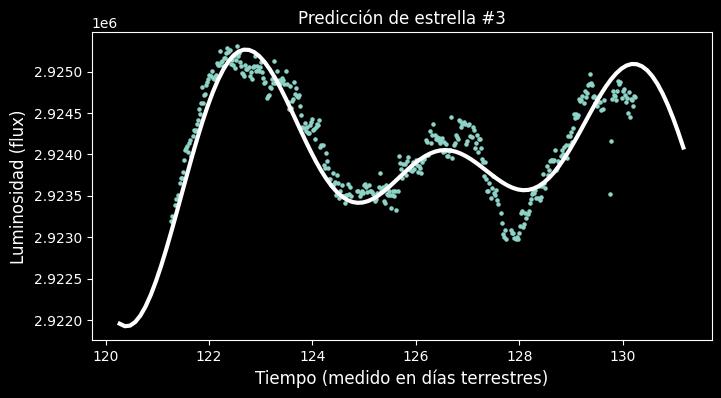 Predicción de estrella #3
1e6
Luminosidad (flux)
2.9250
2.9245
2.9240
2.9235
2.9230
2.9225
2.9220
120 122 124 126 128 130
Tiempo (medido en días terrestres)